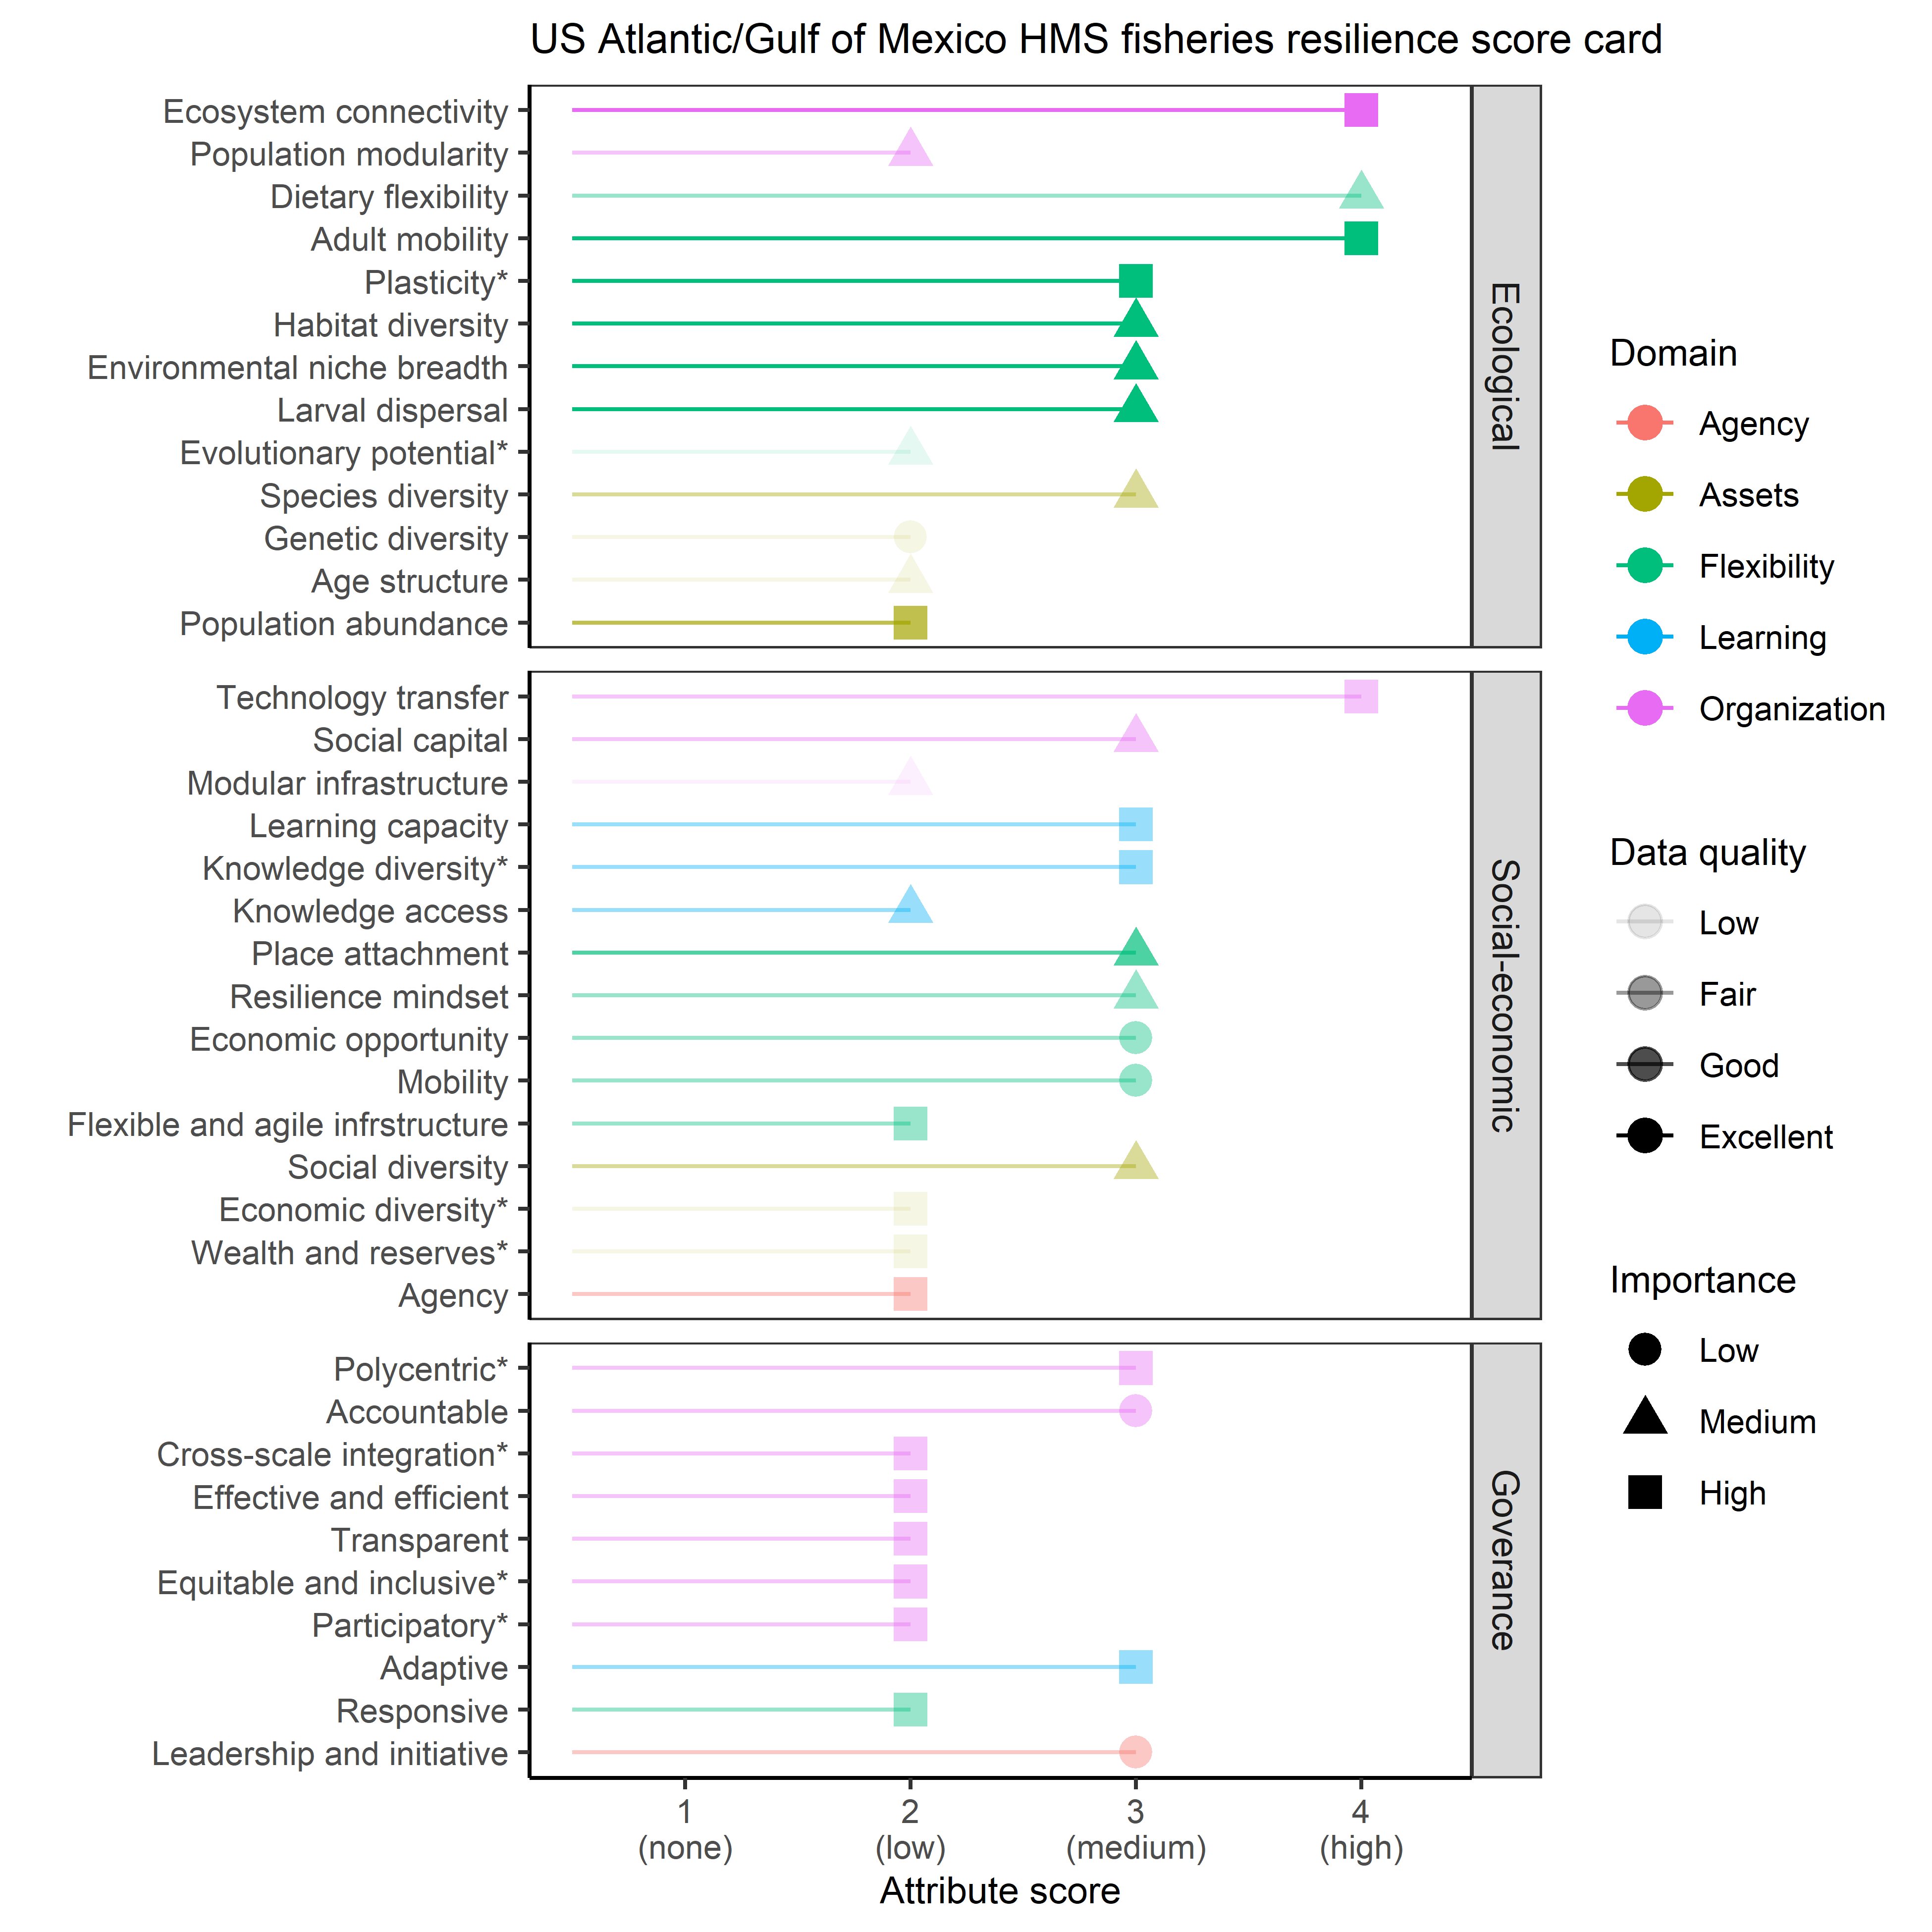 US Atlantic/Gulf of Mexico HMS fisheries resilience score card
Ecosystem connectivity
Population modularity
Dietary flexibility
Adult mobility
Plasticity*
Habitat diversity
Environmental niche breadth
Larval dispersal
Evolutionary potential*
Species diversity
Genetic diversity
Age structure
Population abundance
Ecological
Technology transfer
Social capital
Modular infrastructure
Learning capacity
Knowledge diversity*
Knowledge access
Place attachment
Resilience mindset
Economic opportunity
Mobility
Flexible and agile infrstructure
Social diversity
Economic diversity*
Wealth and reserves*
Agency
Social-economic
Polycentric*
Accountable
Cross-scale integration*
Effective and efficient
Transparent
Equitable and inclusive*
Participatory*
Adaptive
Responsive
Leadership and initiative
Goverance
1 2 3 4
(none) (low) (medium) (high)
Attribute score
Domain
Agency
Assets
Flexibility
Learning
Organization
Data quality
Low
Fair
Good
Excellent
Importance
Low
Medium
High